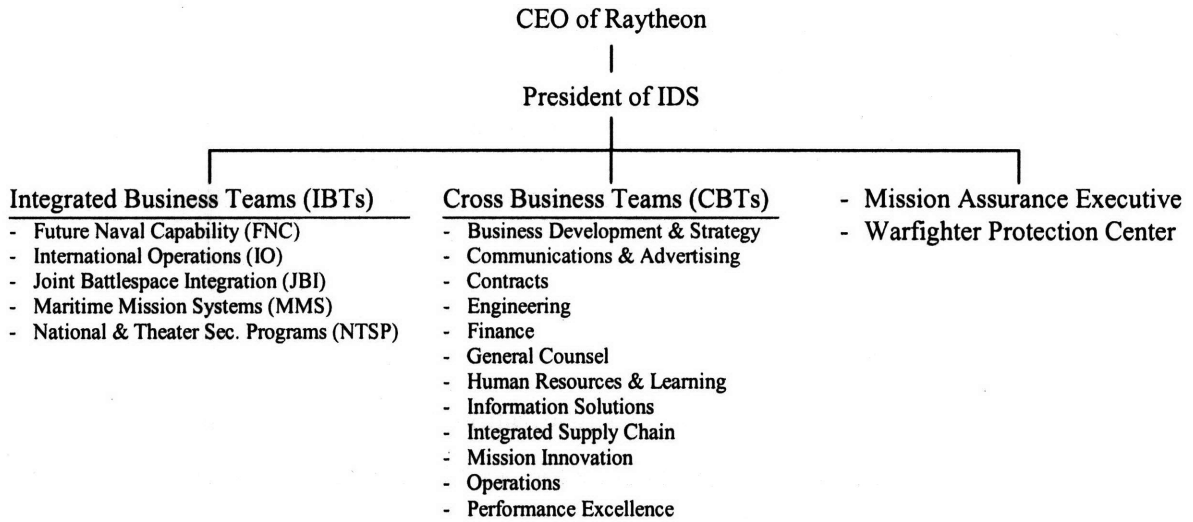 CEO of Raytheon
President of IDS
Integrated Business Teams (IBTs)
- Future Naval Capability (FNC)
- International Operations (IO)
- Joint Battlespace Integration (JBI)
- Maritime Mission Systems (MMS)
- National & Theater Sec. Programs (NTSP)
Cross Business Teams (CBTs)
- Business Development & Strategy
- Communications & Advertising
- Contracts
- Engineering
- Finance
- General Counsel
- Human Resources & Learning
- Information Solutions
- Integrated Supply Chain
- Mission Innovation
- Operations
- Performance Excellence
- Mission Assurance Executive
- Warfighter Protection Center